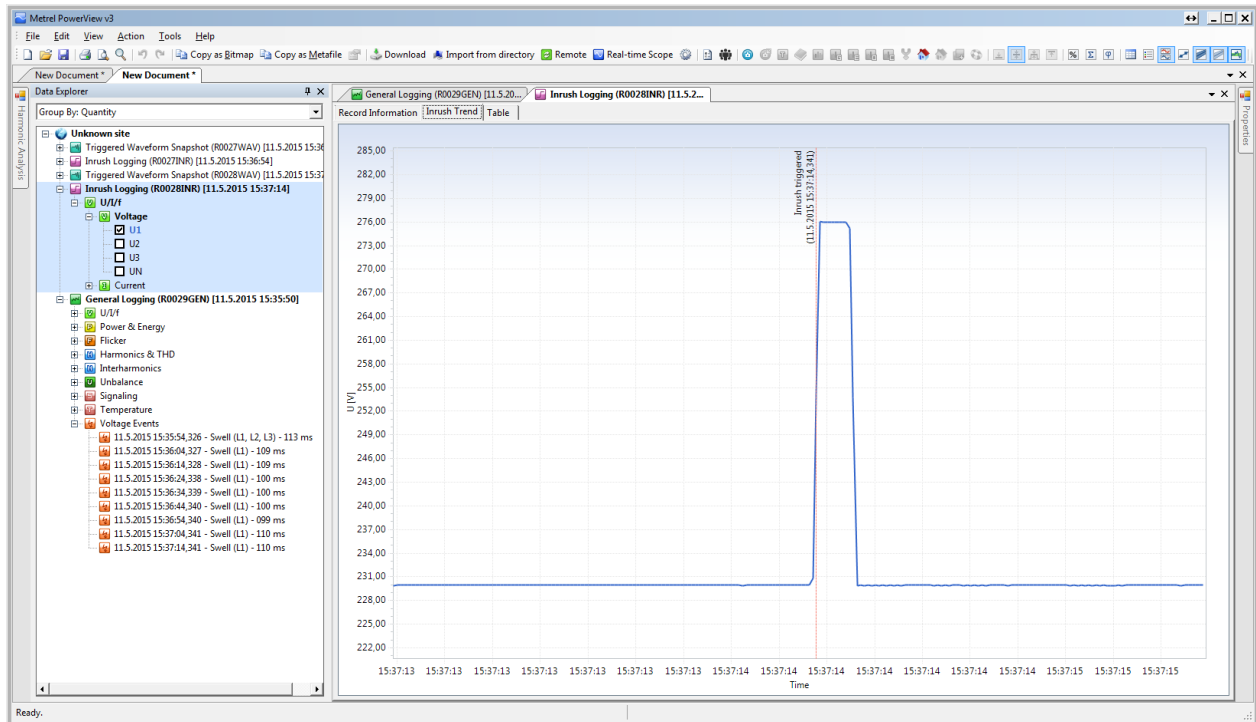 Metrel PowerView v3
File Edit View Action Tools Help
Copy as Bitmap Copy as Metafile Download Import from directory Remote Real-time Scope
New Document * New Document *
Harmonic Analysis
Data Explorer
Group By: Quantity
Unknown site
Triggered Waveform Snapshot (R0027WAV) [11.5.2015 15:36
Inrush Logging (R0027INR) [11.5.2015 15:36:54]
Triggered Waveform Snapshot (R0028WAV) [11.5.2015 15:37
Inrush Logging (R0028INR) [11.5.2015 15:37:14]
U/I/f
Voltage
U1
U2
U3
UN
Current
General Logging (R0029GEN) [11.5.2015 15:35:50]
U/I/f
Power & Energy
Flicker
Harmonics & THD
Interharmonics
Unbalance
Signaling
Temperature
Voltage Events
11.5.2015 15:35:54,326 - Swell (L1, L2, L3) - 113 ms
11.5.2015 15:36:04,327 - Swell (L1) - 109 ms
11.5.2015 15:36:14,328 - Swell (L1) - 109 ms
11.5.2015 15:36:24,338 - Swell (L1) - 100 ms
11.5.2015 15:36:34,339 - Swell (L1) - 100 ms
11.5.2015 15:36:44,340 - Swell (L1) - 100 ms
11.5.2015 15:36:54,340 - Swell (L1) - 099 ms
11.5.2015 15:37:04,341 - Swell (L1) - 110 ms
11.5.2015 15:37:14,341 - Swell (L1) - 110 ms
General Logging (R0029GEN) [11.5.20... Inrush Logging (R0028INR) [11.5.2...
Record Information Inrush Trend Table
Properties
285,00
282,00
279,00
276,00
273,00
270,00
267,00
264,00
261,00
258,00
255,00
252,00
249,00
246,00
243,00
240,00
237,00
234,00
231,00
228,00
225,00
222,00
U [V]
Inrush triggered
(11.5.2015 15:37:14,341)
15:37:13 15:37:13 15:37:13 15:37:13 15:37:13 15:37:13 15:37:13 15:37:14 15:37:14 15:37:14 15:37:14 15:37:14 15:37:14 15:37:14 15:37:15 15:37:15 15:37:15
Time
Ready.